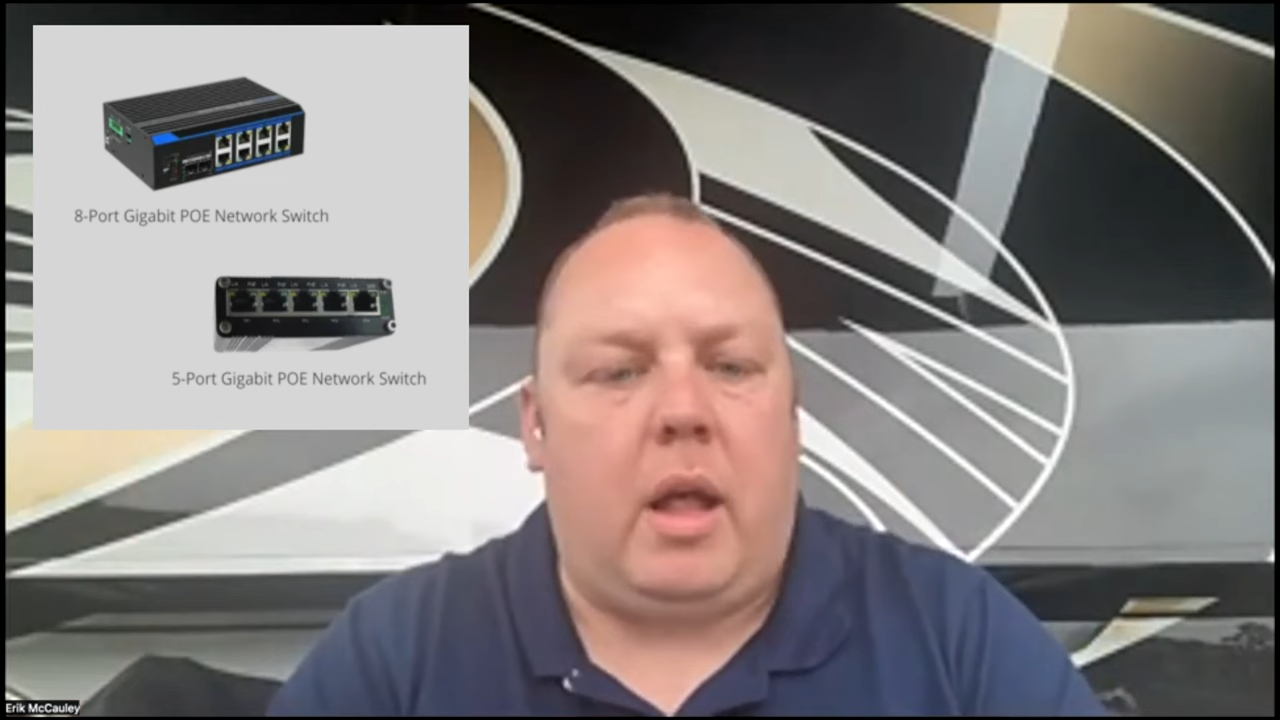 8-Port Gigabit POE Network Switch
5-Port Gigabit POE Network Switch
Erik McCauley